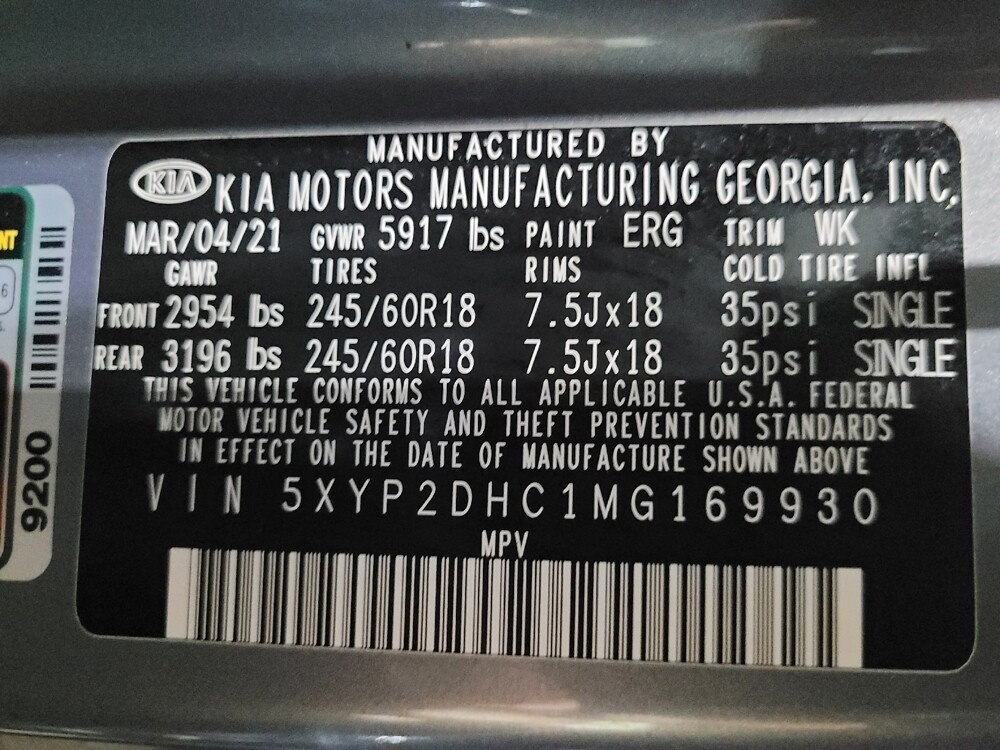 MANUFACTURED BY
KIA KIA MOTORS MANUFACTURING GEORGIA, INC,
MAR/04/21 GVWR 5917 lbs PAINT ERG TRIM WK
GAWR TIRES RIMS COLD TIRE INFL
FRONT 2954 lbs 245/60R18 7.5Jx18 35psi SINGLE
REAR 3196 lbs 245/60R18 7.5Jx18 35psi SINGLE
THIS VEHICLE CONFORMS TO ALL APPLICABLE U.S.A. FEDERAL
MOTOR VEHICLE SAFETY AND THEFT PREVENTION STANDARDS
IN EFFECT ON THE DATE OF MANUFACTURE SHOWN ABOVE
VIN 5XYP2DHC1MG169930
MPV
9200